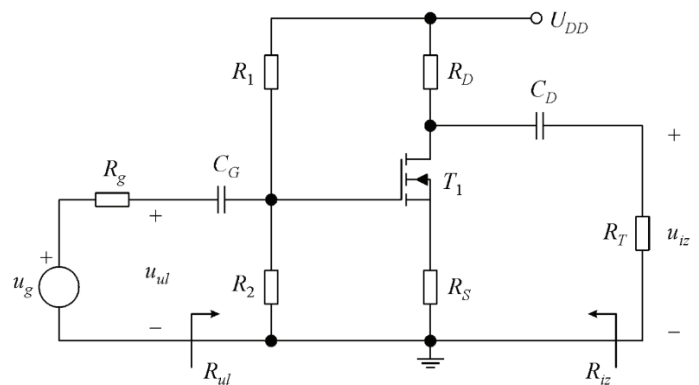 U_DD
R_1
R_D
C_D
+
C_G
R_g
T_1
+
+
R_T
u_iz
u_g
u_ul
R_2
R_S
−
−
R_ul
R_iz